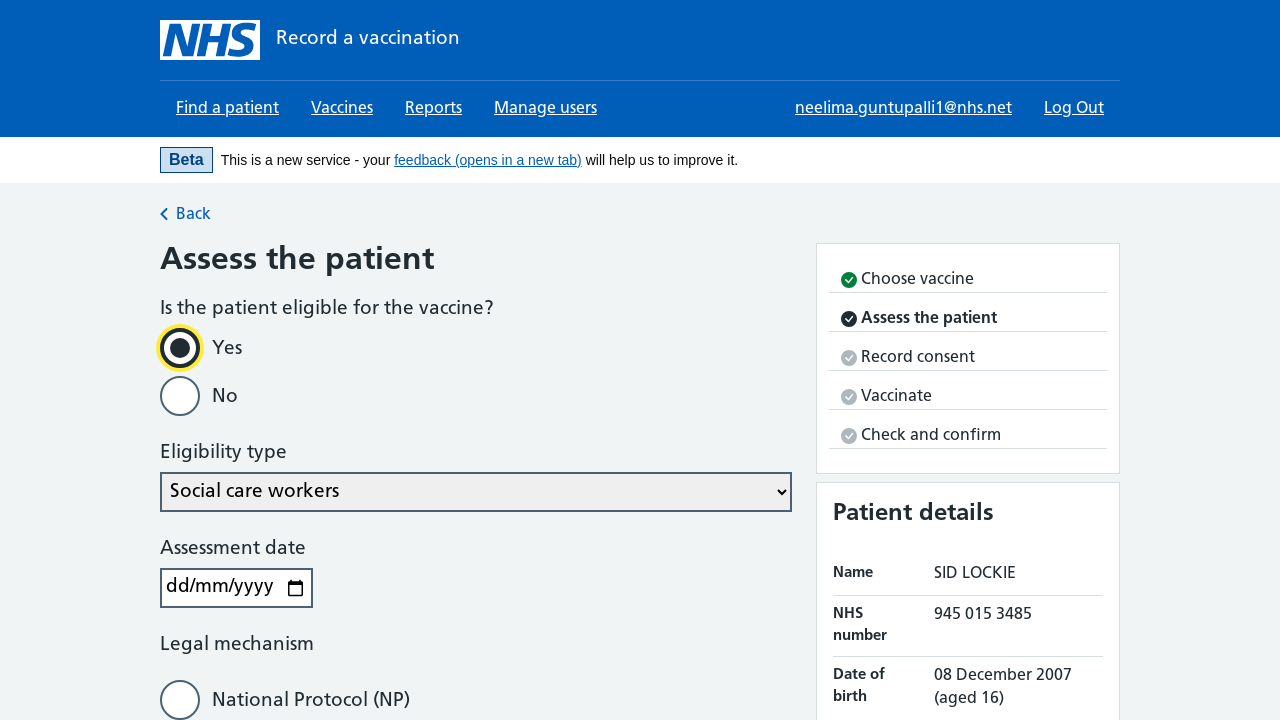 NHS Record a vaccination
Find a patient Vaccines Reports Manage users neelima.guntupalli1@nhs.net Log Out
Beta This is a new service - your feedback (opens in a new tab) will help us to improve it.
Back
Assess the patient
Is the patient eligible for the vaccine?
Yes
No
Eligibility type
Social care workers
Assessment date
dd/mm/yyyy
Legal mechanism
National Protocol (NP)
Choose vaccine
Assess the patient
Record consent
Vaccinate
Check and confirm
Patient details
Name SID LOCKIE
NHS number 945 015 3485
Date of birth 08 December 2007
(aged 16)